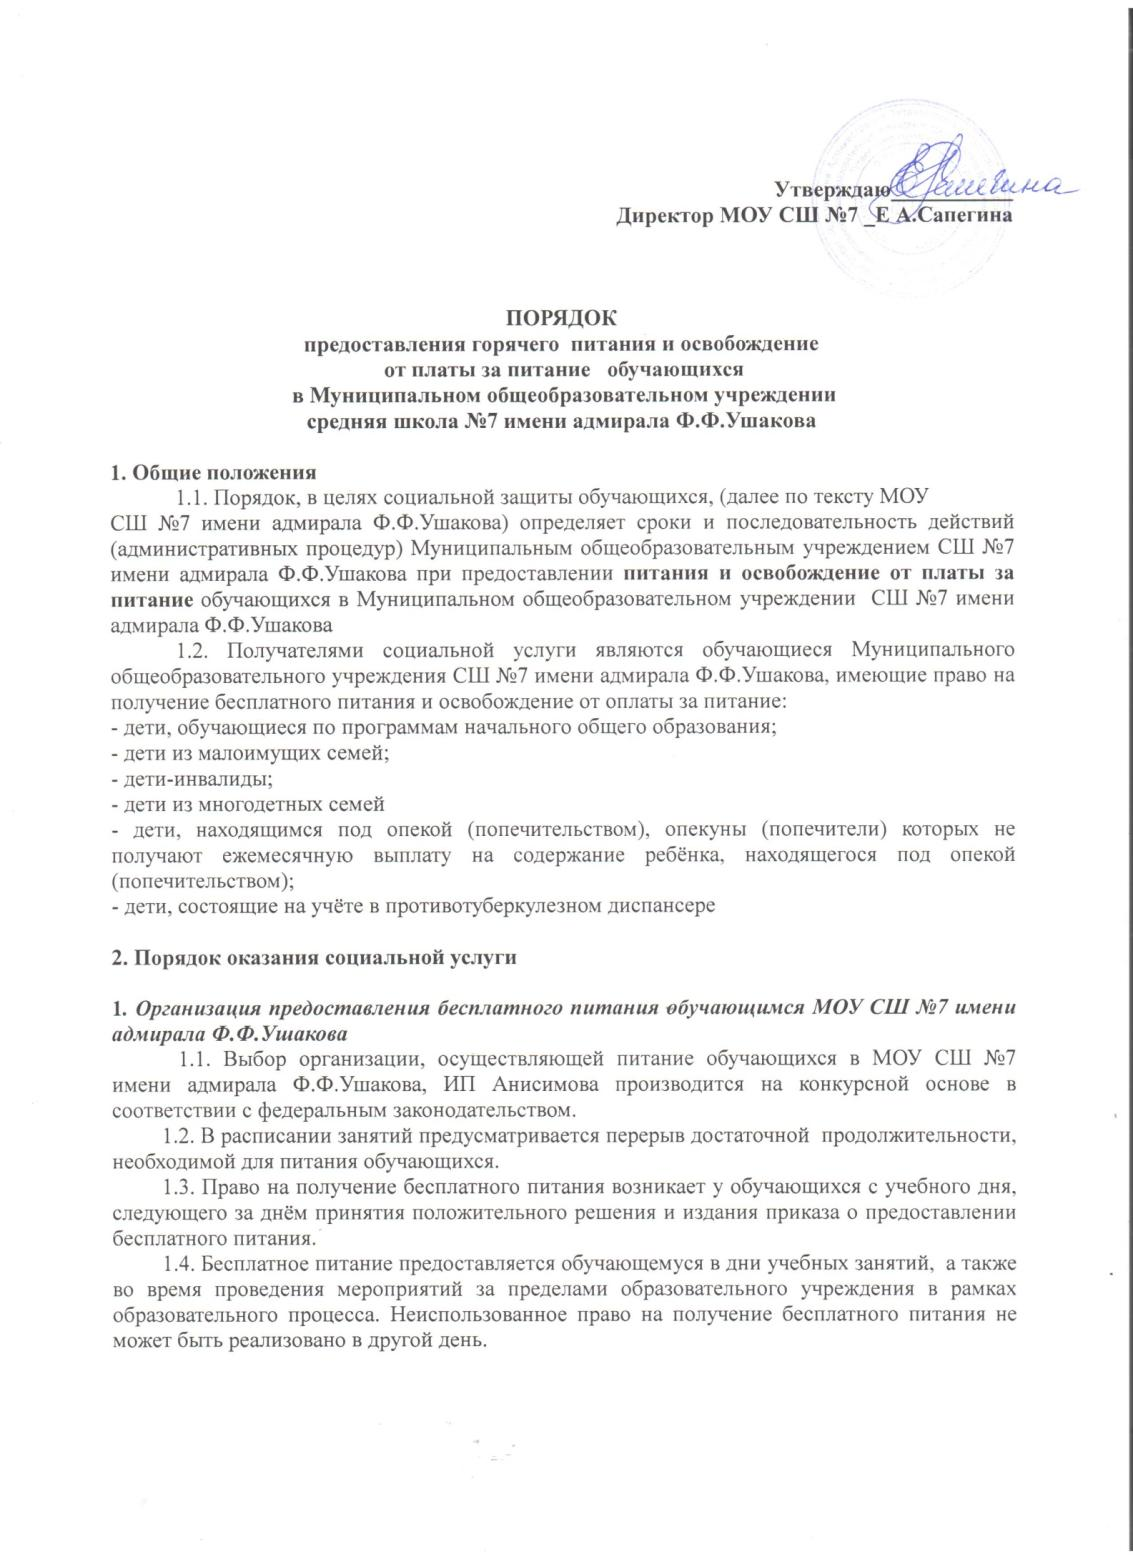 Утверждаю___________
Директор МОУ СШ №7 _Е А.Сапегина
ПОРЯДОК
предоставления горячего питания и освобождение
от платы за питание обучающихся
в Муниципальном общеобразовательном учреждении
средняя школа №7 имени адмирала Ф.Ф.Ушакова
1. Общие положения
1.1. Порядок, в целях социальной защиты обучающихся, (далее по тексту МОУ
СШ №7 имени адмирала Ф.Ф.Ушакова) определяет сроки и последовательность действий
(административных процедур) Муниципальным общеобразовательным учреждением СШ №7
имени адмирала Ф.Ф.Ушакова при предоставлении питания и освобождение от платы за
питание обучающихся в Муниципальном общеобразовательном учреждении СШ №7 имени
адмирала Ф.Ф.Ушакова
1.2. Получателями социальной услуги являются обучающиеся Муниципального
общеобразовательного учреждения СШ №7 имени адмирала Ф.Ф.Ушакова, имеющие право на
получение бесплатного питания и освобождение от оплаты за питание:
- дети, обучающиеся по программам начального общего образования;
- дети из малоимущих семей;
- дети-инвалиды;
- дети из многодетных семей
- дети, находящимся под опекой (попечительством), опекуны (попечители) которых не
получают ежемесячную выплату на содержание ребёнка, находящегося под опекой
(попечительством);
- дети, состоящие на учёте в противотуберкулезном диспансере
2. Порядок оказания социальной услуги
1. Организация предоставления бесплатного питания обучающимся МОУ СШ №7 имени
адмирала Ф.Ф.Ушакова
1.1. Выбор организации, осуществляющей питание обучающихся в МОУ СШ №7
имени адмирала Ф.Ф.Ушакова, ИП Анисимова производится на конкурсной основе в
соответствии с федеральным законодательством.
1.2. В расписании занятий предусматривается перерыв достаточной продолжительности,
необходимой для питания обучающихся.
1.3. Право на получение бесплатного питания возникает у обучающихся с учебного дня,
следующего за днём принятия положительного решения и издания приказа о предоставлении
бесплатного питания.
1.4. Бесплатное питание предоставляется обучающемуся в дни учебных занятий, а также
во время проведения мероприятий за пределами образовательного учреждения в рамках
образовательного процесса. Неиспользованное право на получение бесплатного питания не
может быть реализовано в другой день.